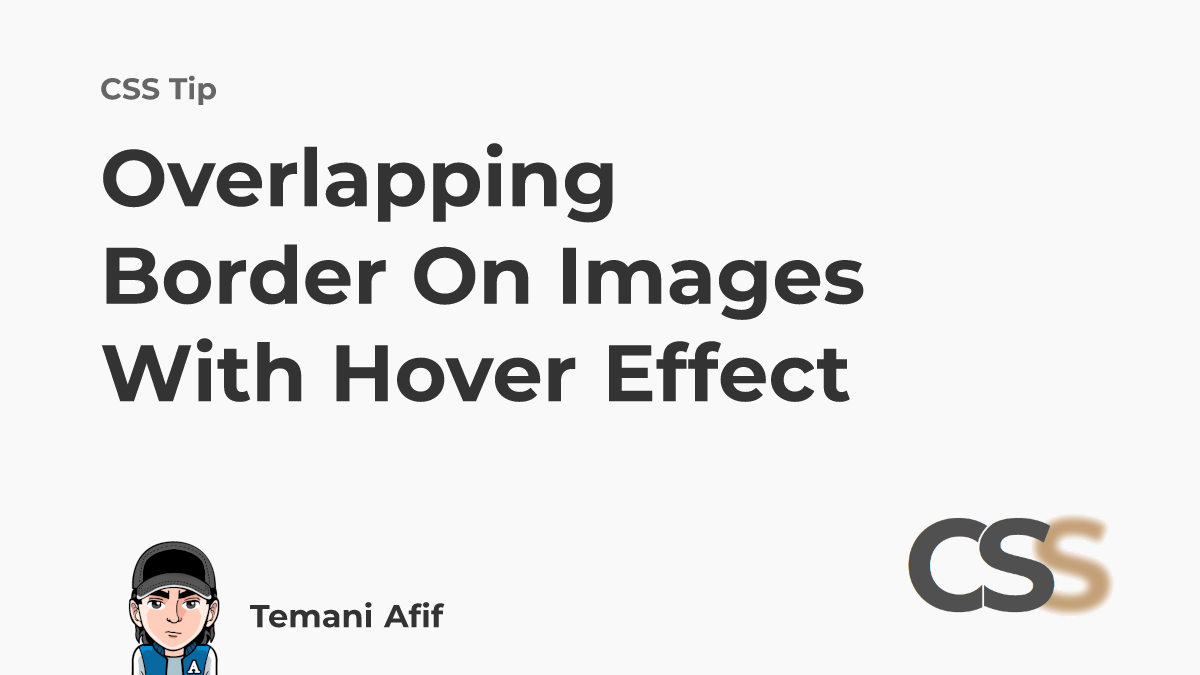 CSS Tip
Overlapping
Border On Images
With Hover Effect
A
Temani Afif
CSS